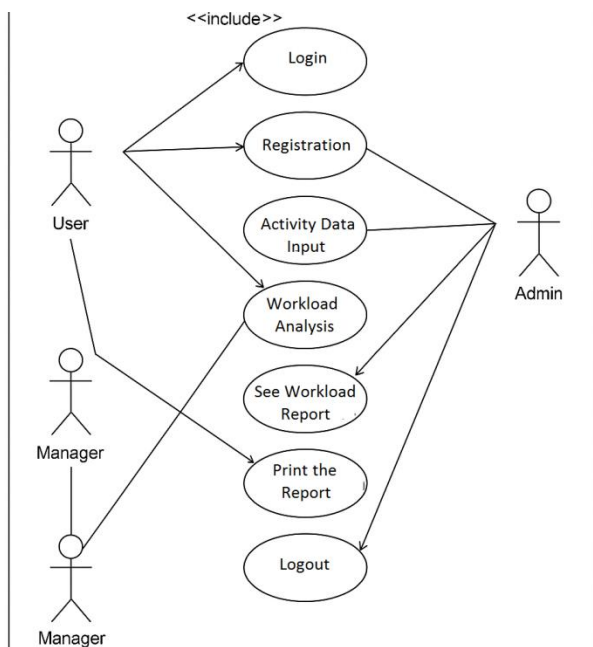 <<include>>
Login
Registration
User
Activity Data
Input
Admin
Workload
Analysis
See Workload
Report
Manager
Print the
Report
Logout
Manager